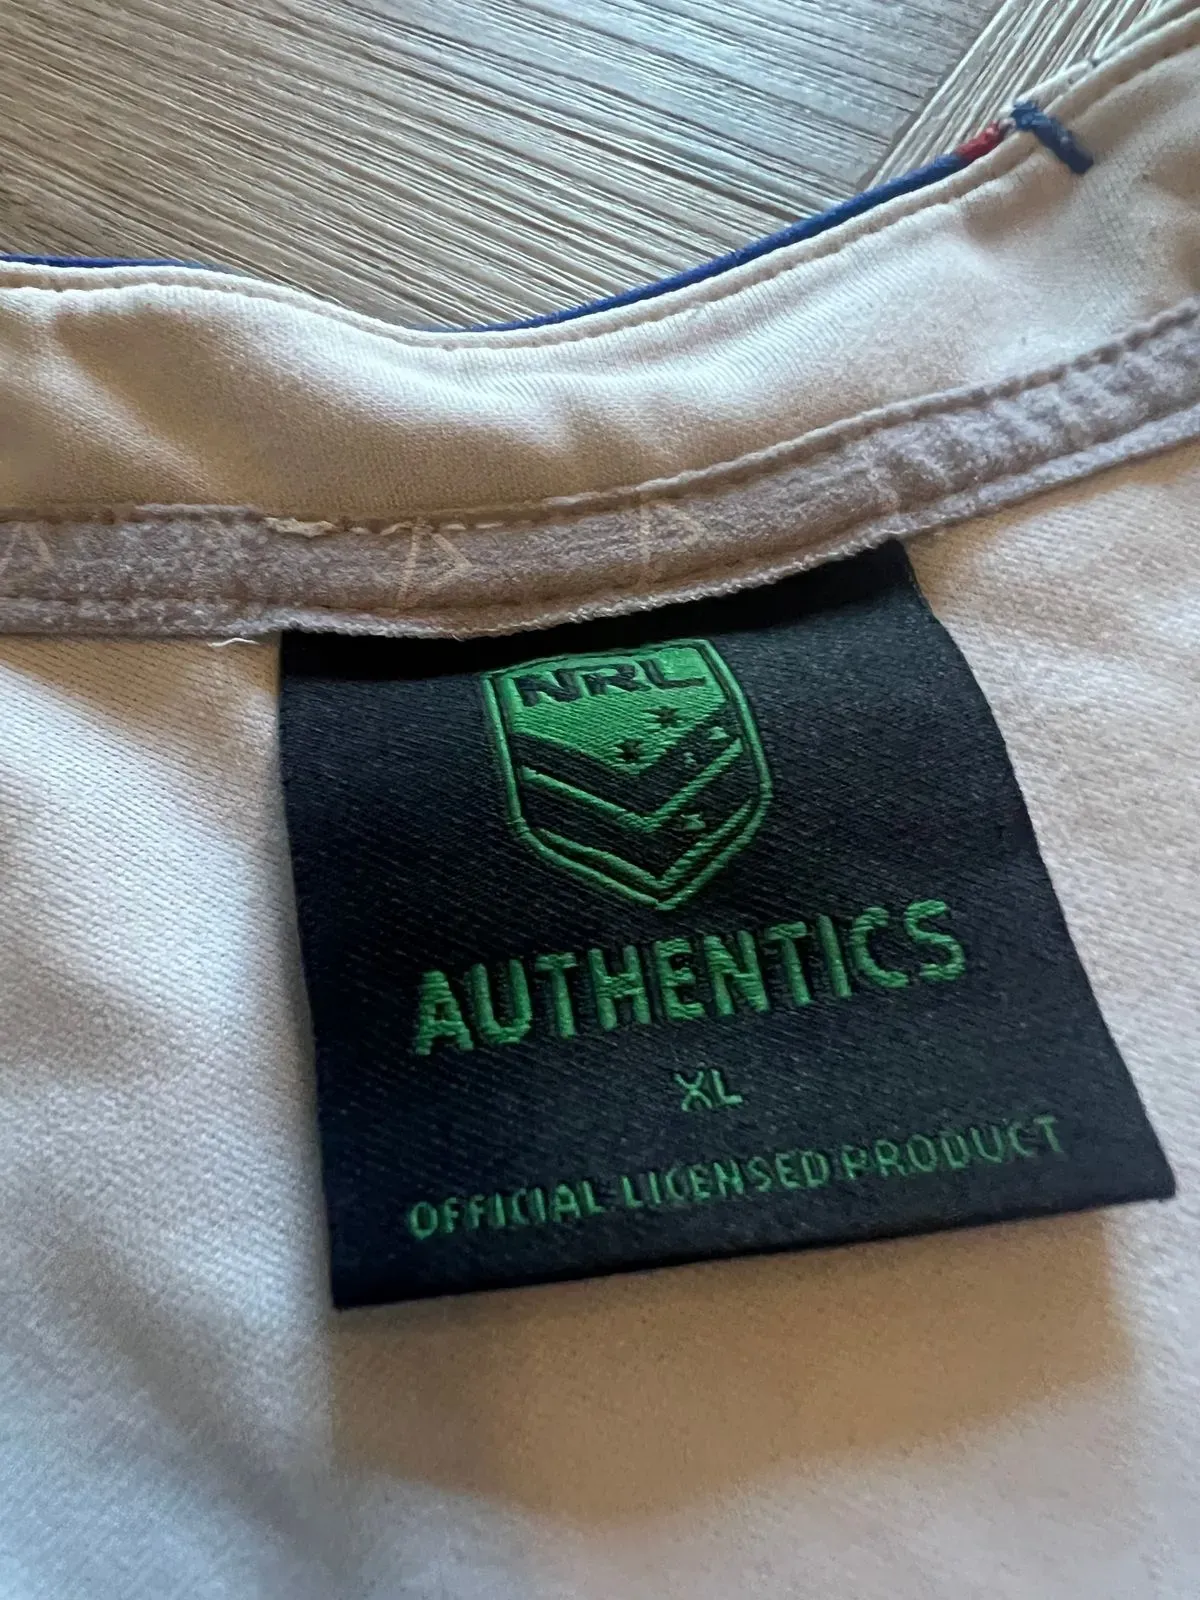 NRL
AUTHENTICS
XL
OFFICIAL LICENSED PRODUCT